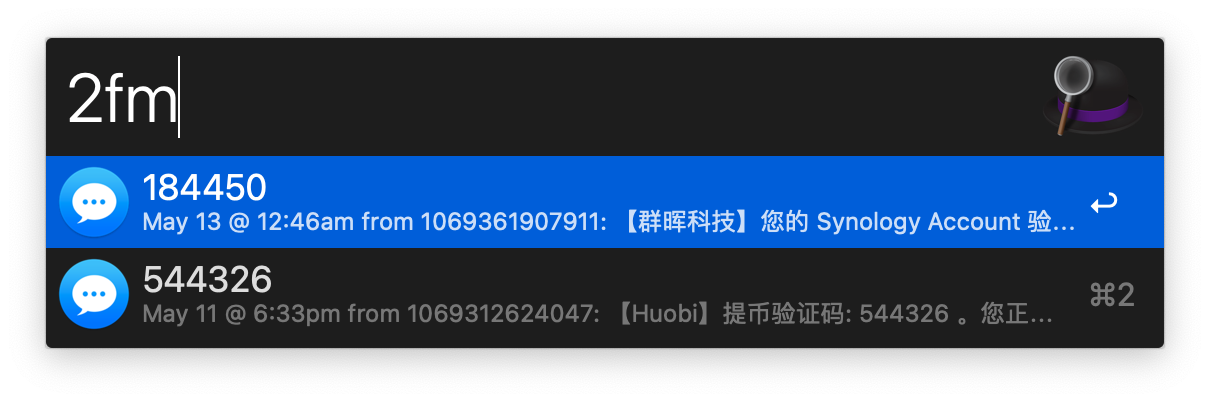 2fm
184450
May 13 @ 12:46am from 1069361907911: 【群晖科技】您的 Synology Account 验...
544326
May 11 @ 6:33pm from 1069312624047: 【Huobi】提币验证码: 544326 。您正...
⌘2